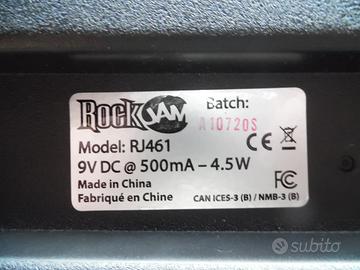 ROCKJAM
Batch:
A10720S
Model: RJ461
9V DC @ 500mA – 4.5W
Made in China
Fabriqué en Chine
CAN ICES-3 (B) / NMB-3 (B)
CE
FC
subito